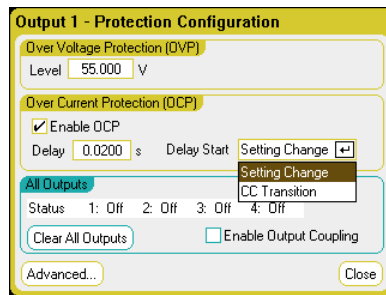 Output 1 - Protection Configuration
Over Voltage Protection (OVP)
Level 55.000 V
Over Current Protection (OCP)
Enable OCP
Delay 0.0200 s Delay Start Setting Change
Setting Change
CC Transition
All Outputs
Status 1: Off 2: Off 3: Off 4: Off
Clear All Outputs Enable Output Coupling
Advanced... Close